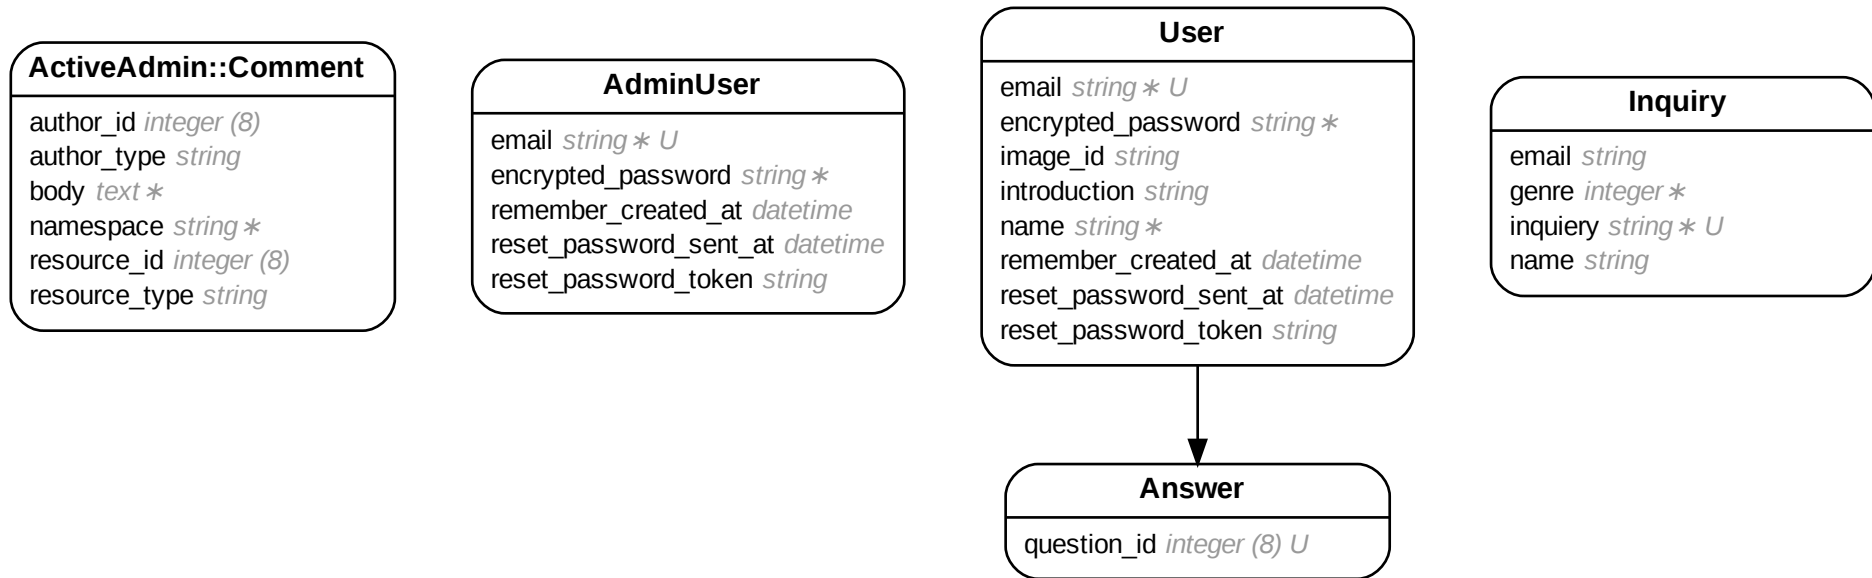 ActiveAdmin::Comment
author_id integer (8)
author_type string
body text ∗
namespace string ∗
resource_id integer (8)
resource_type string
AdminUser
email string ∗ U
encrypted_password string ∗
remember_created_at datetime
reset_password_sent_at datetime
reset_password_token string
User
email string ∗ U
encrypted_password string ∗
image_id string
introduction string
name string ∗
remember_created_at datetime
reset_password_sent_at datetime
reset_password_token string
Inquiry
email string
genre integer ∗
inquiery string ∗ U
name string
Answer
question_id integer (8) U